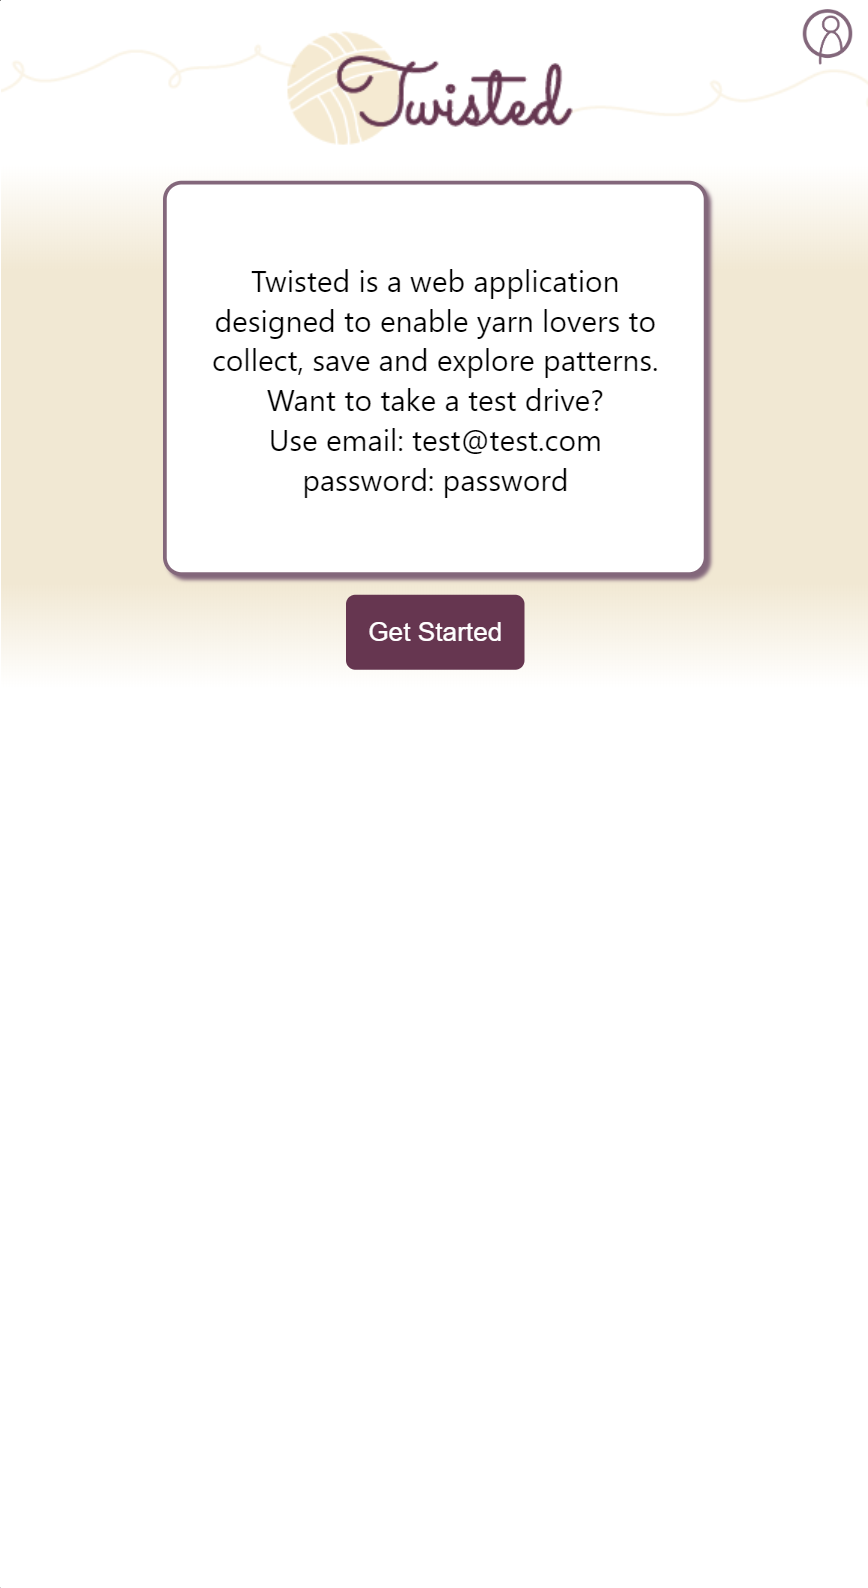 Twisted
Twisted is a web application
designed to enable yarn lovers to
collect, save and explore patterns.
Want to take a test drive?
Use email: test@test.com
password: password
Get Started